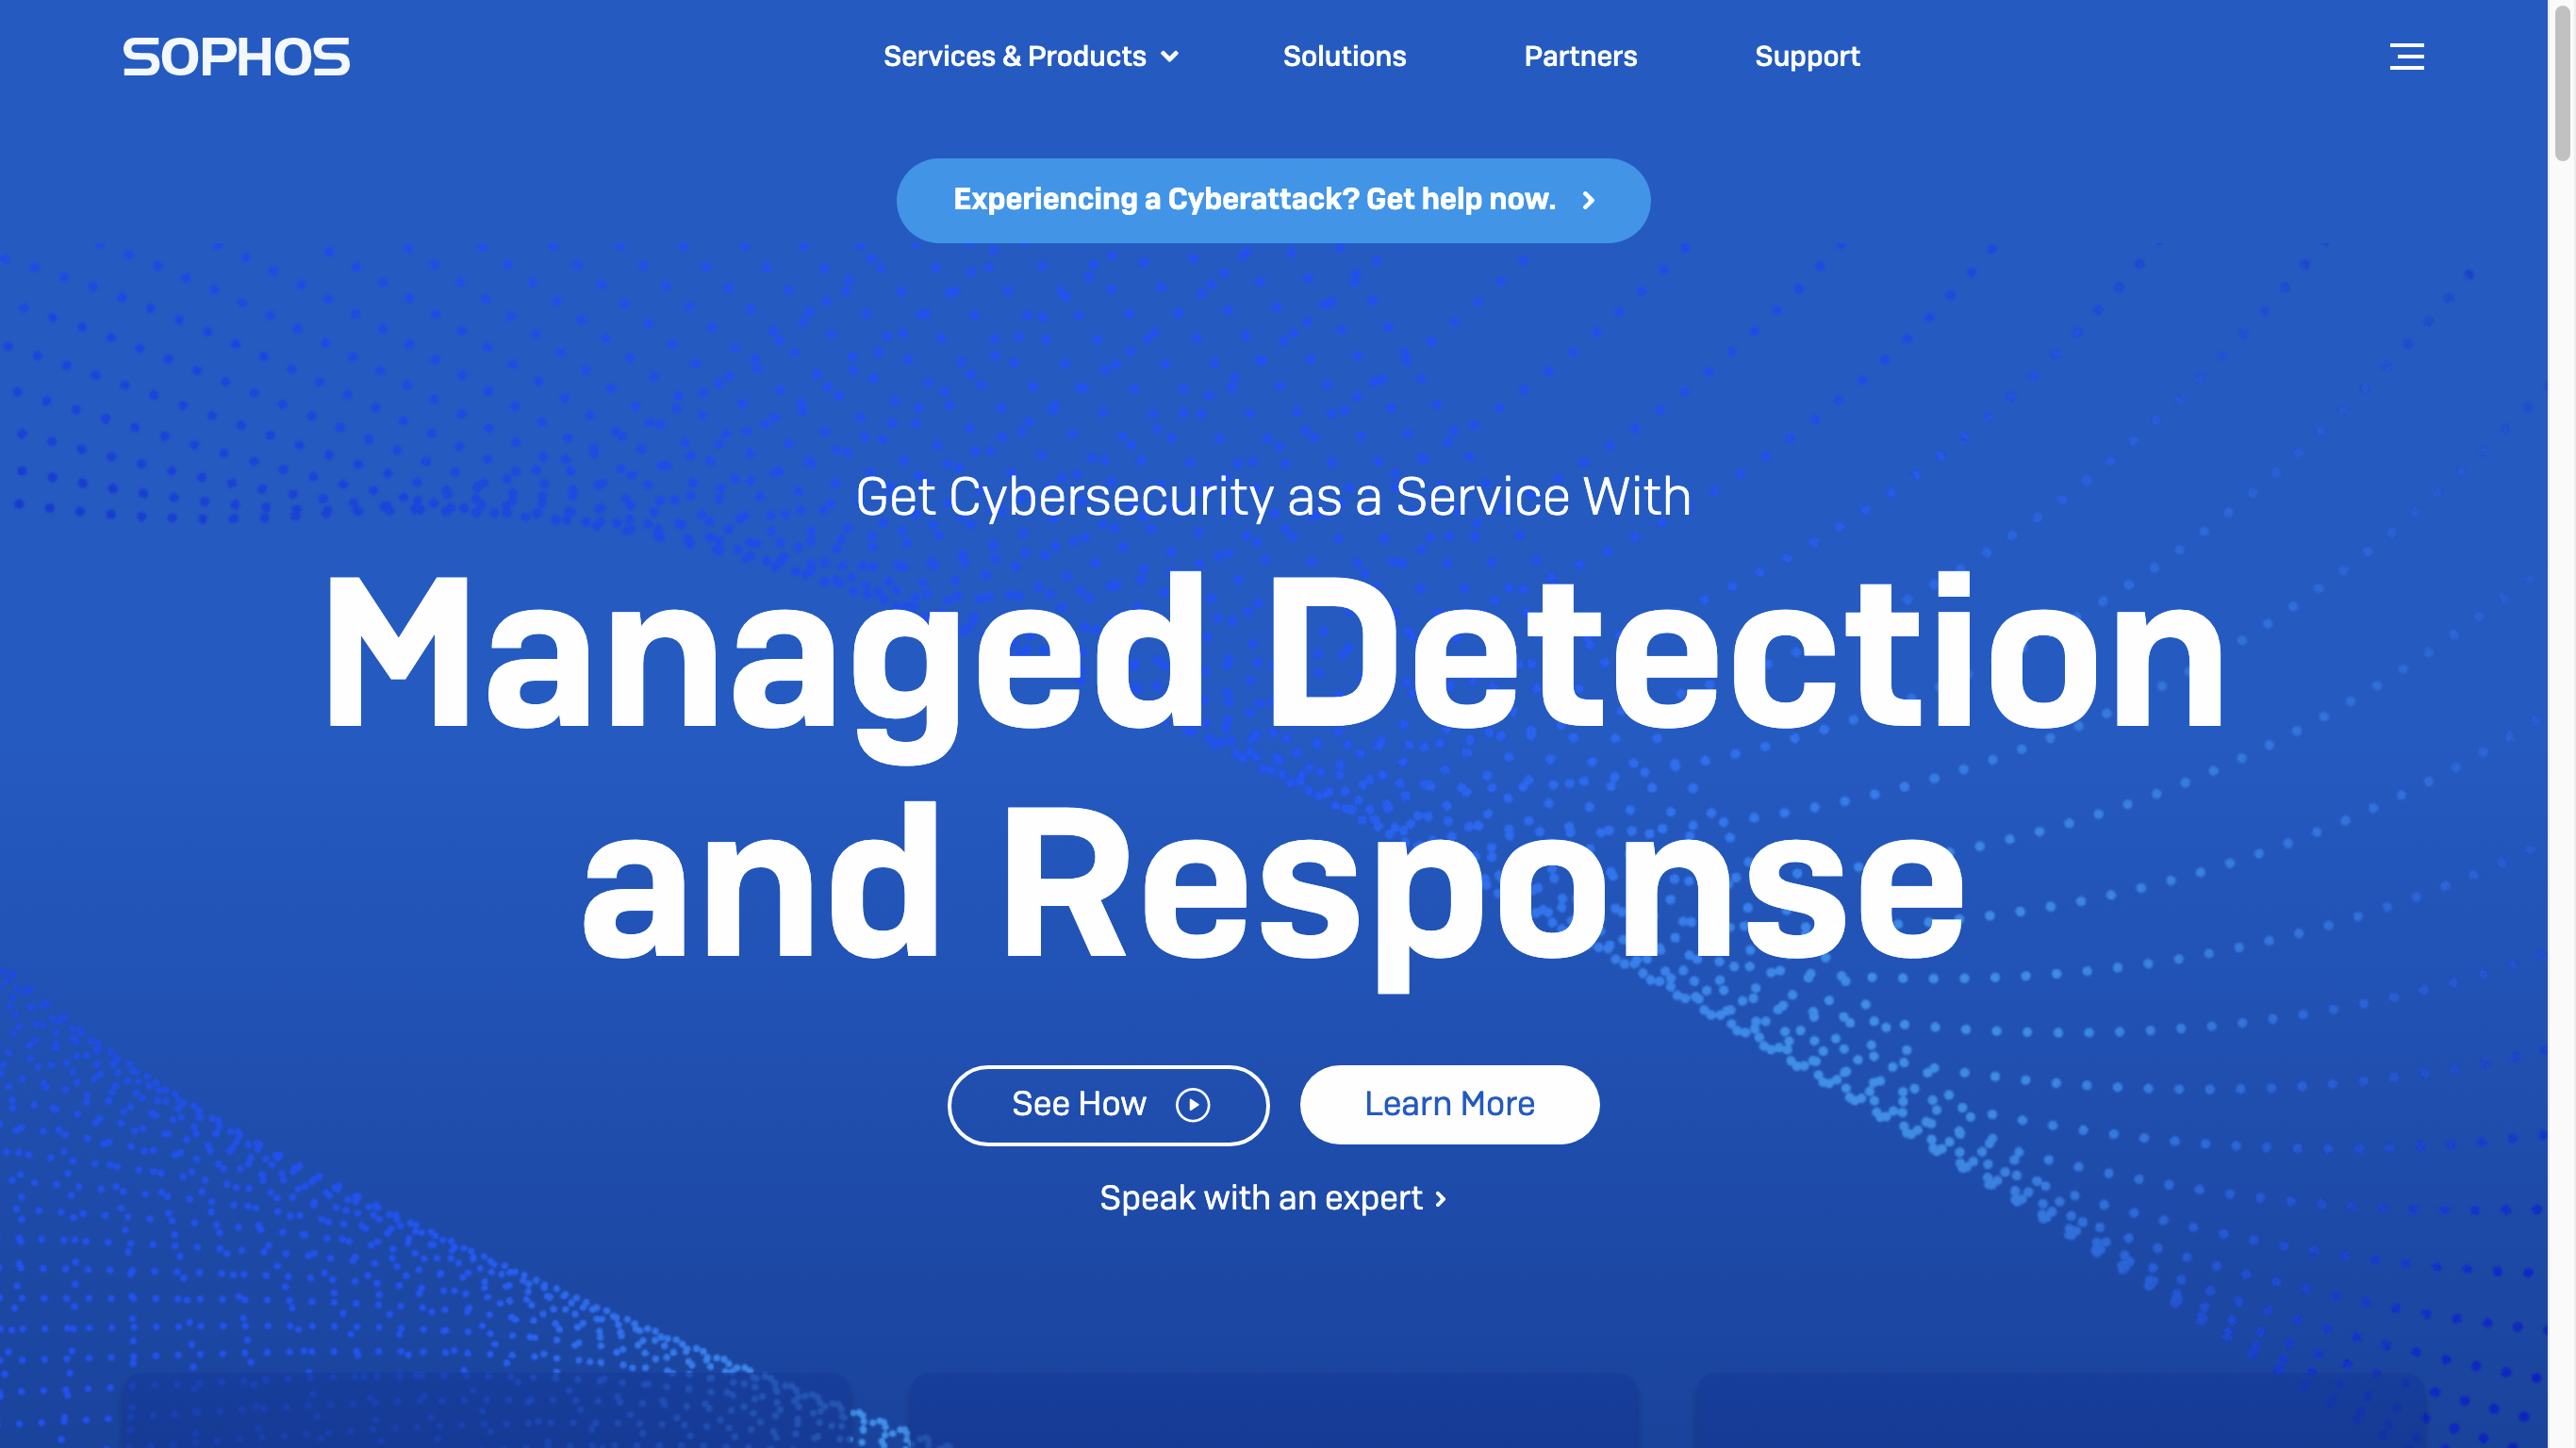 SOPHOS
Services & Products
Solutions
Partners
Support
Experiencing a Cyberattack? Get help now.
Get Cybersecurity as a Service With
Managed Detection
and Response
See How
Learn More
Speak with an expert